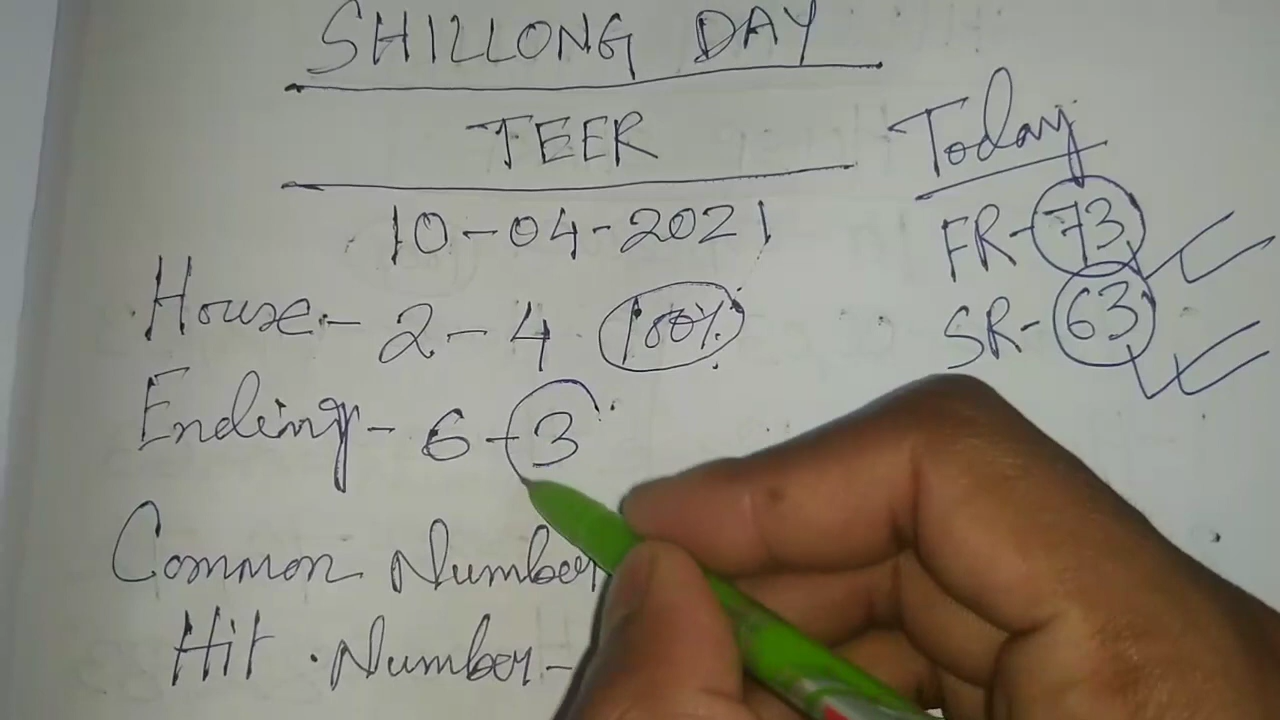 SHILLONG DAY
TEER
10-04-2021
House:- 2-4 100%
Ending- 6-3
Common Number
Hit Number-
Today
FR-73
SR-63